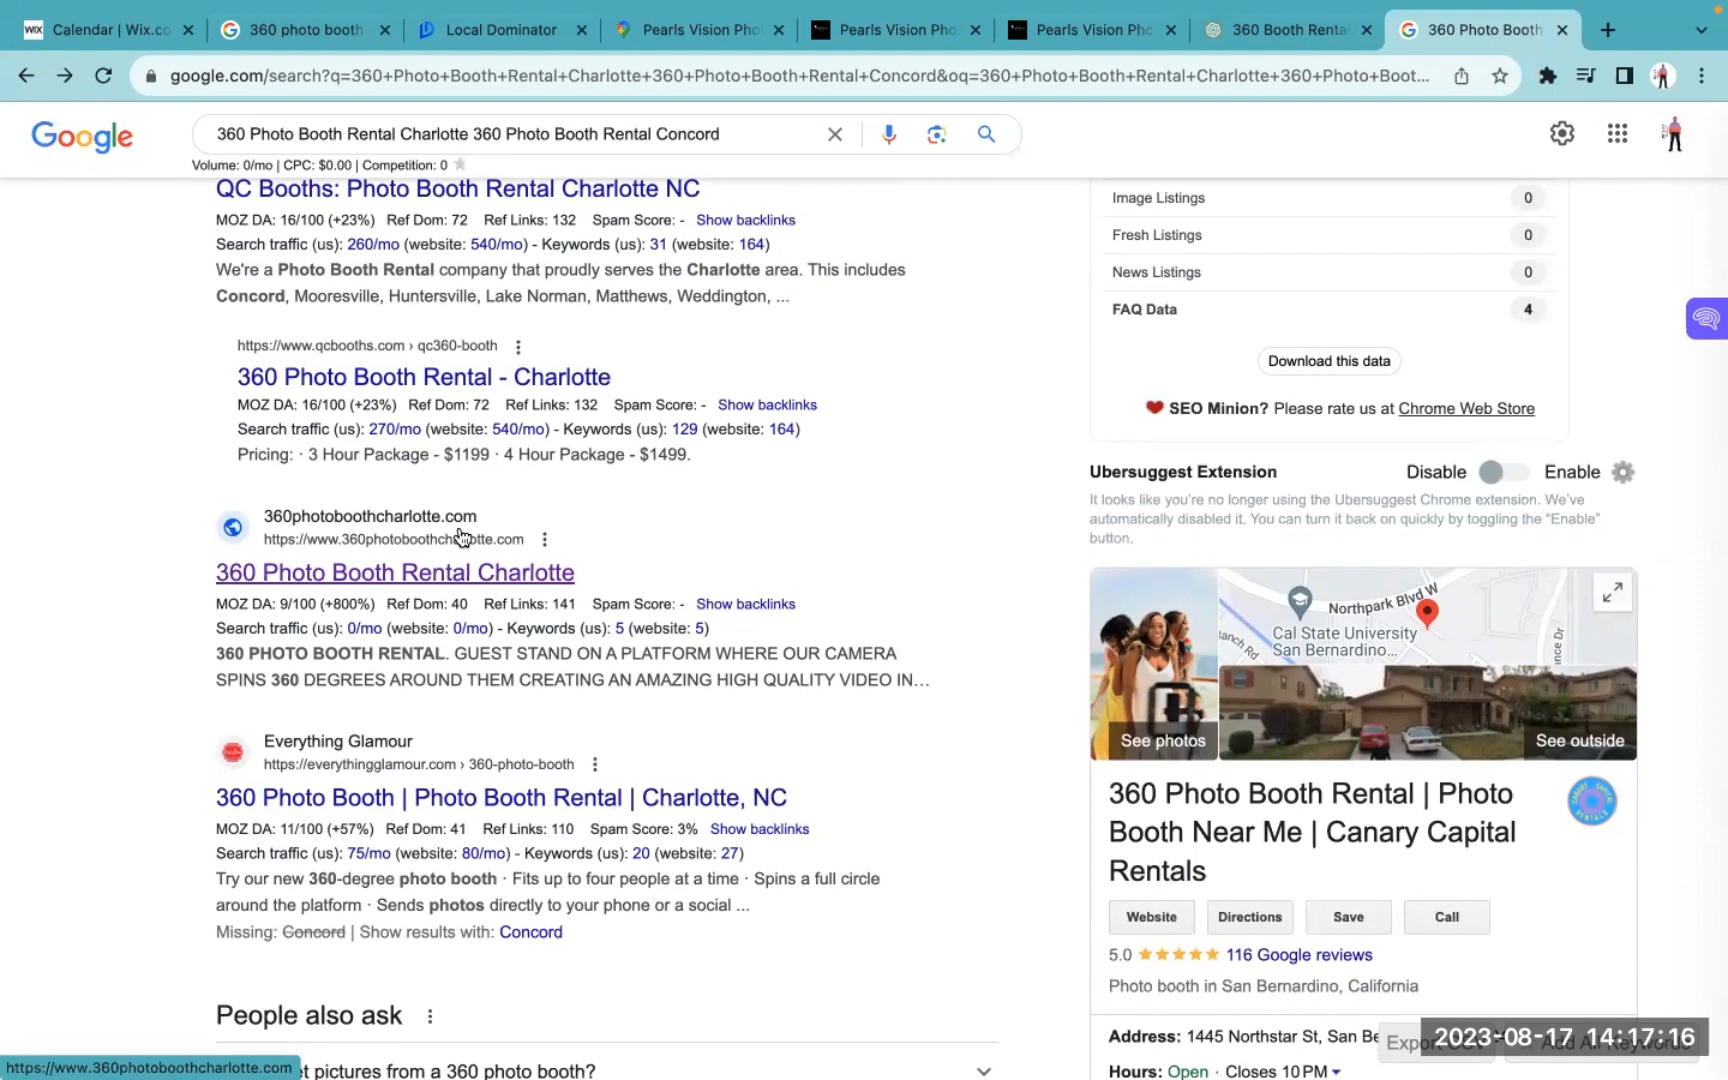 WIX Calendar | Wix.co
360 photo booth
Local Dominator
Pearls Vision Pho
Pearls Vision Pho
Pearls Vision Pho
360 Booth Renta
360 Photo Booth
google.com/search?q=360+Photo+Booth+Rental+Charlotte+360+Photo+Booth+Rental+Concord&oq=360+Photo+Booth+Rental+Charlotte+360+Photo+Boot...
Google
360 Photo Booth Rental Charlotte 360 Photo Booth Rental Concord
Volume: 0/mo | CPC: $0.00 | Competition: 0
QC Booths: Photo Booth Rental Charlotte NC
MOZ DA: 16/100 (+23%) Ref Dom: 72 Ref Links: 132 Spam Score: - Show backlinks
Search traffic (us): 260/mo (website: 540/mo) - Keywords (us): 31 (website: 164)
We're a Photo Booth Rental company that proudly serves the Charlotte area. This includes
Concord, Mooresville, Huntersville, Lake Norman, Matthews, Weddington, ...
https://www.qcbooths.com › qc360-booth
360 Photo Booth Rental - Charlotte
MOZ DA: 16/100 (+23%) Ref Dom: 72 Ref Links: 132 Spam Score: - Show backlinks
Search traffic (us): 270/mo (website: 540/mo) - Keywords (us): 129 (website: 164)
Pricing: · 3 Hour Package - $1199 · 4 Hour Package - $1499.
360photoboothcharlotte.com
https://www.360photoboothcharlotte.com
360 Photo Booth Rental Charlotte
MOZ DA: 9/100 (+800%) Ref Dom: 40 Ref Links: 141 Spam Score: - Show backlinks
Search traffic (us): 0/mo (website: 0/mo) - Keywords (us): 5 (website: 5)
360 PHOTO BOOTH RENTAL. GUEST STAND ON A PLATFORM WHERE OUR CAMERA
SPINS 360 DEGREES AROUND THEM CREATING AN AMAZING HIGH QUALITY VIDEO IN...
Everything Glamour
https://everythingglamour.com › 360-photo-booth
360 Photo Booth | Photo Booth Rental | Charlotte, NC
MOZ DA: 11/100 (+57%) Ref Dom: 41 Ref Links: 110 Spam Score: 3% Show backlinks
Search traffic (us): 75/mo (website: 80/mo) - Keywords (us): 20 (website: 27)
Try our new 360-degree photo booth · Fits up to four people at a time · Spins a full circle
around the platform · Sends photos directly to your phone or a social ...
Missing: Concord | Show results with: Concord
People also ask
et pictures from a 360 photo booth?
https://www.360photoboothcharlotte.com
Image Listings 0
Fresh Listings 0
News Listings 0
FAQ Data 4
Download this data
SEO Minion? Please rate us at Chrome Web Store
Ubersuggest Extension Disable Enable
It looks like you're no longer using the Ubersuggest Chrome extension. We've
automatically disabled it. You can turn it back on quickly by toggling the "Enable"
button.
Northpark Blvd W
Cal State University
San Bernardino...
See photos
See outside
360 Photo Booth Rental | Photo
Booth Near Me | Canary Capital
Rentals
Website Directions Save Call
5.0 116 Google reviews
Photo booth in San Bernardino, California
Address: 1445 Northstar St, San Be
Export CSV Add All Keywords
2023-08-17 14:17:16
Hours: Open · Closes 10 PM